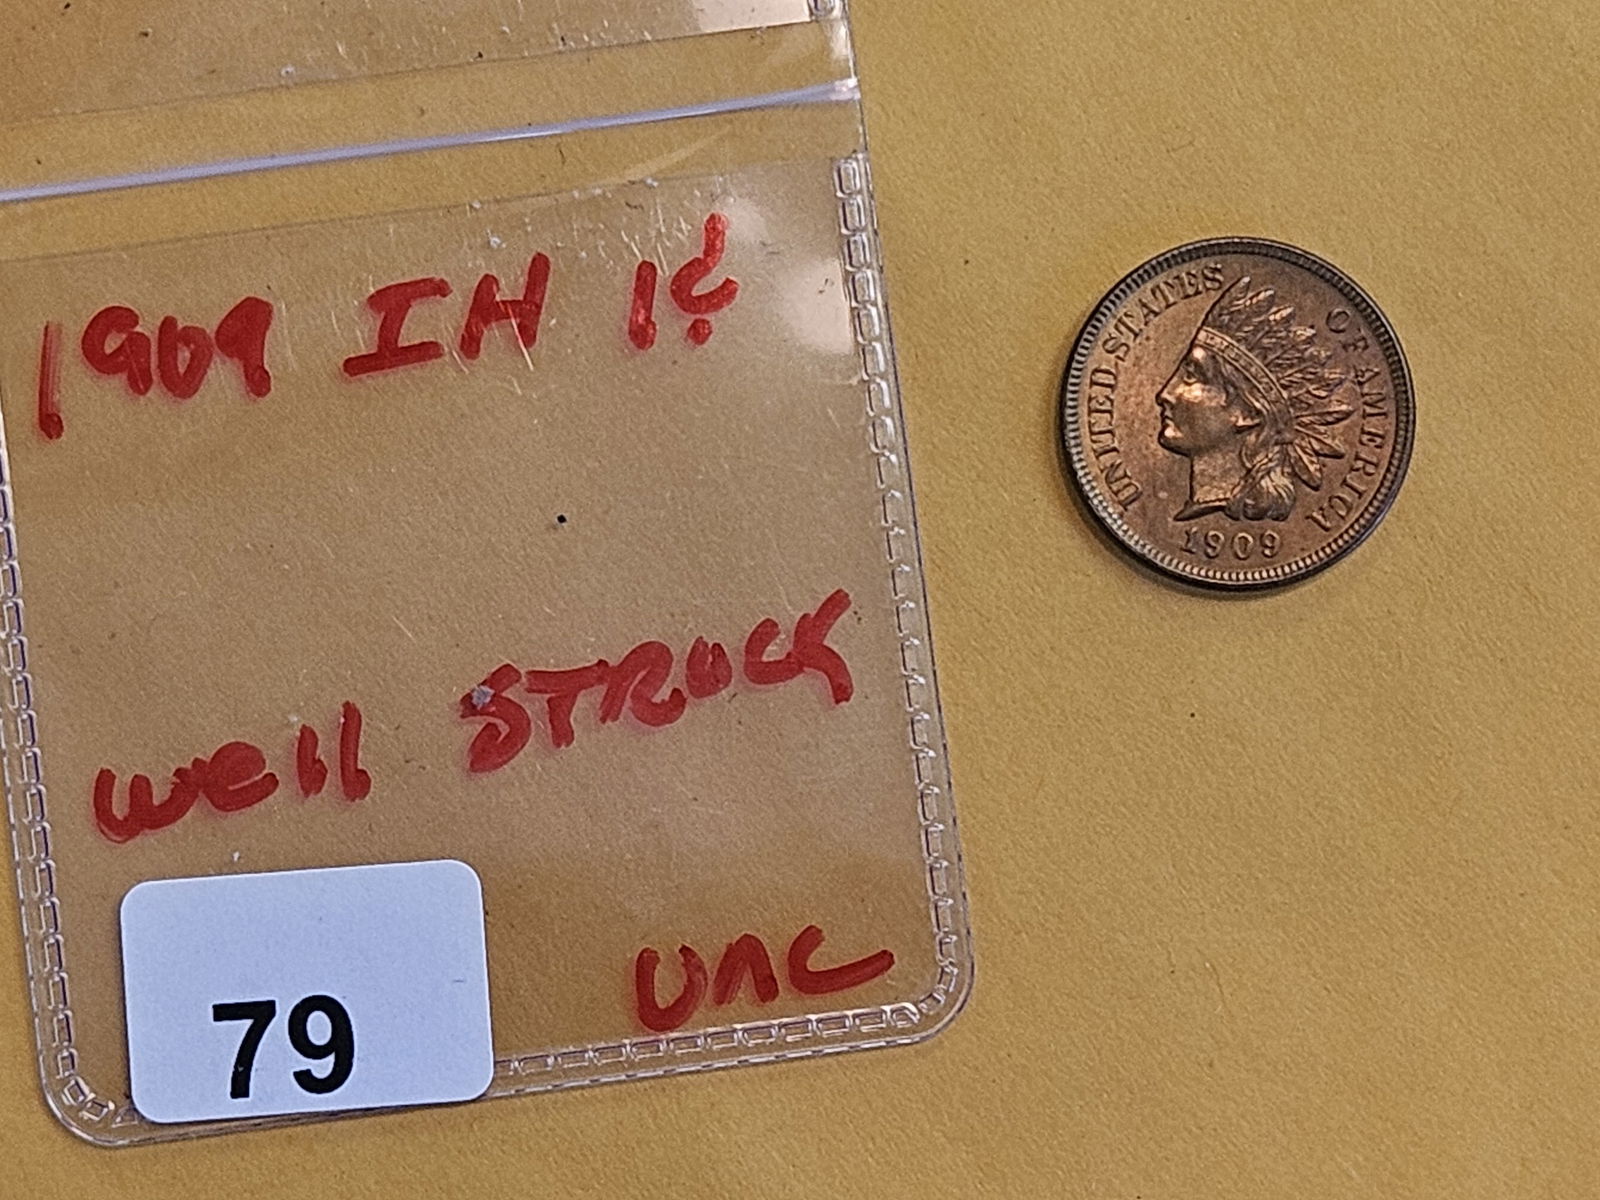 1909 IH 1¢
well STRUCK
UNC
79
UNITED STATES OF AMERICA
1909